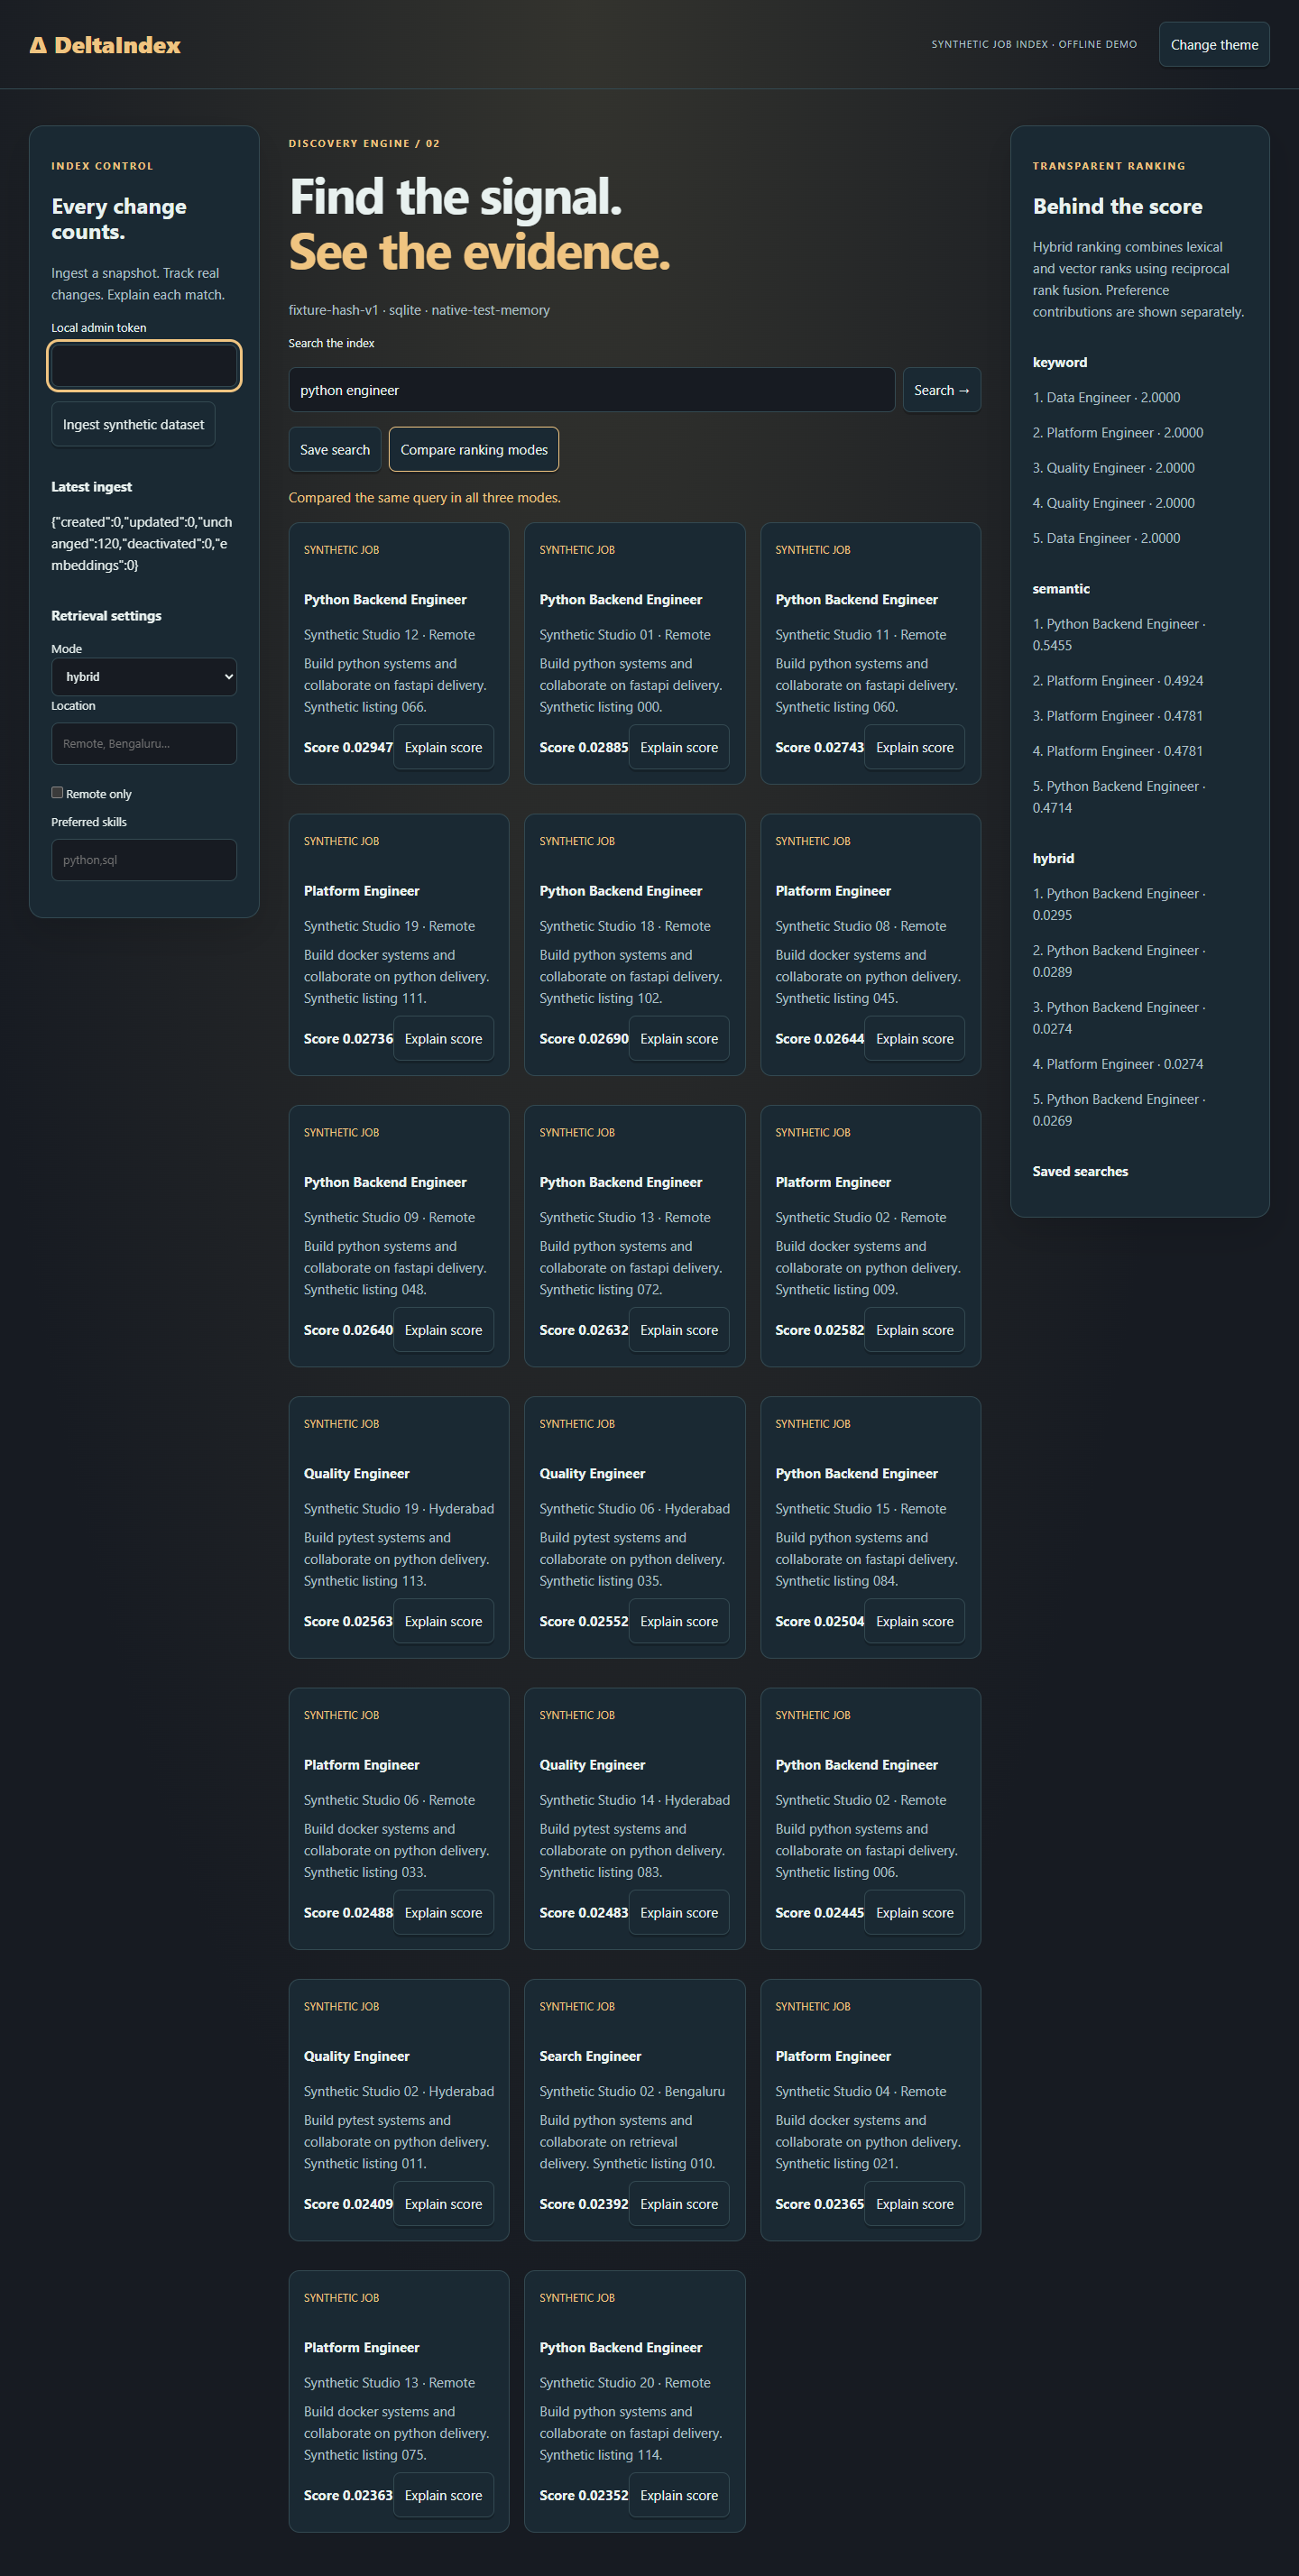 Δ DeltaIndex
SYNTHETIC JOB INDEX · OFFLINE DEMO
Change theme
INDEX CONTROL
Every change
counts.
Ingest a snapshot. Track real
changes. Explain each match.
Local admin token
Ingest synthetic dataset
Latest ingest
{"created":0,"updated":0,"unch
anged":120,"deactivated":0,"e
mbeddings":0}
Retrieval settings
Mode
hybrid
Location
Remote, Bengaluru...
Remote only
Preferred skills
python,sql
DISCOVERY ENGINE / 02
Find the signal.
See the evidence.
fixture-hash-v1 · sqlite · native-test-memory
Search the index
python engineer
Search →
Save search
Compare ranking modes
Compared the same query in all three modes.
SYNTHETIC JOB
Python Backend Engineer
Synthetic Studio 12 · Remote
Build python systems and
collaborate on fastapi delivery.
Synthetic listing 066.
Score 0.02947
Explain score
SYNTHETIC JOB
Python Backend Engineer
Synthetic Studio 01 · Remote
Build python systems and
collaborate on fastapi delivery.
Synthetic listing 000.
Score 0.02885
Explain score
SYNTHETIC JOB
Python Backend Engineer
Synthetic Studio 11 · Remote
Build python systems and
collaborate on fastapi delivery.
Synthetic listing 060.
Score 0.02743
Explain score
SYNTHETIC JOB
Platform Engineer
Synthetic Studio 19 · Remote
Build docker systems and
collaborate on python delivery.
Synthetic listing 111.
Score 0.02736
Explain score
SYNTHETIC JOB
Python Backend Engineer
Synthetic Studio 18 · Remote
Build python systems and
collaborate on fastapi delivery.
Synthetic listing 102.
Score 0.02690
Explain score
SYNTHETIC JOB
Platform Engineer
Synthetic Studio 08 · Remote
Build docker systems and
collaborate on python delivery.
Synthetic listing 045.
Score 0.02644
Explain score
SYNTHETIC JOB
Python Backend Engineer
Synthetic Studio 09 · Remote
Build python systems and
collaborate on fastapi delivery.
Synthetic listing 048.
Score 0.02640
Explain score
SYNTHETIC JOB
Python Backend Engineer
Synthetic Studio 13 · Remote
Build python systems and
collaborate on fastapi delivery.
Synthetic listing 072.
Score 0.02632
Explain score
SYNTHETIC JOB
Platform Engineer
Synthetic Studio 02 · Remote
Build docker systems and
collaborate on python delivery.
Synthetic listing 009.
Score 0.02582
Explain score
SYNTHETIC JOB
Quality Engineer
Synthetic Studio 19 · Hyderabad
Build pytest systems and
collaborate on python delivery.
Synthetic listing 113.
Score 0.02563
Explain score
SYNTHETIC JOB
Quality Engineer
Synthetic Studio 06 · Hyderabad
Build pytest systems and
collaborate on python delivery.
Synthetic listing 035.
Score 0.02552
Explain score
SYNTHETIC JOB
Python Backend Engineer
Synthetic Studio 15 · Remote
Build python systems and
collaborate on fastapi delivery.
Synthetic listing 084.
Score 0.02504
Explain score
SYNTHETIC JOB
Platform Engineer
Synthetic Studio 06 · Remote
Build docker systems and
collaborate on python delivery.
Synthetic listing 033.
Score 0.02488
Explain score
SYNTHETIC JOB
Quality Engineer
Synthetic Studio 14 · Hyderabad
Build pytest systems and
collaborate on python delivery.
Synthetic listing 083.
Score 0.02483
Explain score
SYNTHETIC JOB
Python Backend Engineer
Synthetic Studio 02 · Remote
Build python systems and
collaborate on fastapi delivery.
Synthetic listing 006.
Score 0.02445
Explain score
SYNTHETIC JOB
Quality Engineer
Synthetic Studio 02 · Hyderabad
Build pytest systems and
collaborate on python delivery.
Synthetic listing 011.
Score 0.02409
Explain score
SYNTHETIC JOB
Search Engineer
Synthetic Studio 02 · Bengaluru
Build python systems and
collaborate on retrieval
delivery. Synthetic listing 010.
Score 0.02392
Explain score
SYNTHETIC JOB
Platform Engineer
Synthetic Studio 04 · Remote
Build docker systems and
collaborate on python delivery.
Synthetic listing 021.
Score 0.02365
Explain score
SYNTHETIC JOB
Platform Engineer
Synthetic Studio 13 · Remote
Build docker systems and
collaborate on python delivery.
Synthetic listing 075.
Score 0.02363
Explain score
SYNTHETIC JOB
Python Backend Engineer
Synthetic Studio 20 · Remote
Build python systems and
collaborate on fastapi delivery.
Synthetic listing 114.
Score 0.02352
Explain score
TRANSPARENT RANKING
Behind the score
Hybrid ranking combines lexical
and vector ranks using reciprocal
rank fusion. Preference
contributions are shown separately.
keyword
1. Data Engineer · 2.0000
2. Platform Engineer · 2.0000
3. Quality Engineer · 2.0000
4. Quality Engineer · 2.0000
5. Data Engineer · 2.0000
semantic
1. Python Backend Engineer ·
0.5455
2. Platform Engineer · 0.4924
3. Platform Engineer · 0.4781
4. Platform Engineer · 0.4781
5. Python Backend Engineer ·
0.4714
hybrid
1. Python Backend Engineer ·
0.0295
2. Python Backend Engineer ·
0.0289
3. Python Backend Engineer ·
0.0274
4. Platform Engineer · 0.0274
5. Python Backend Engineer ·
0.0269
Saved searches